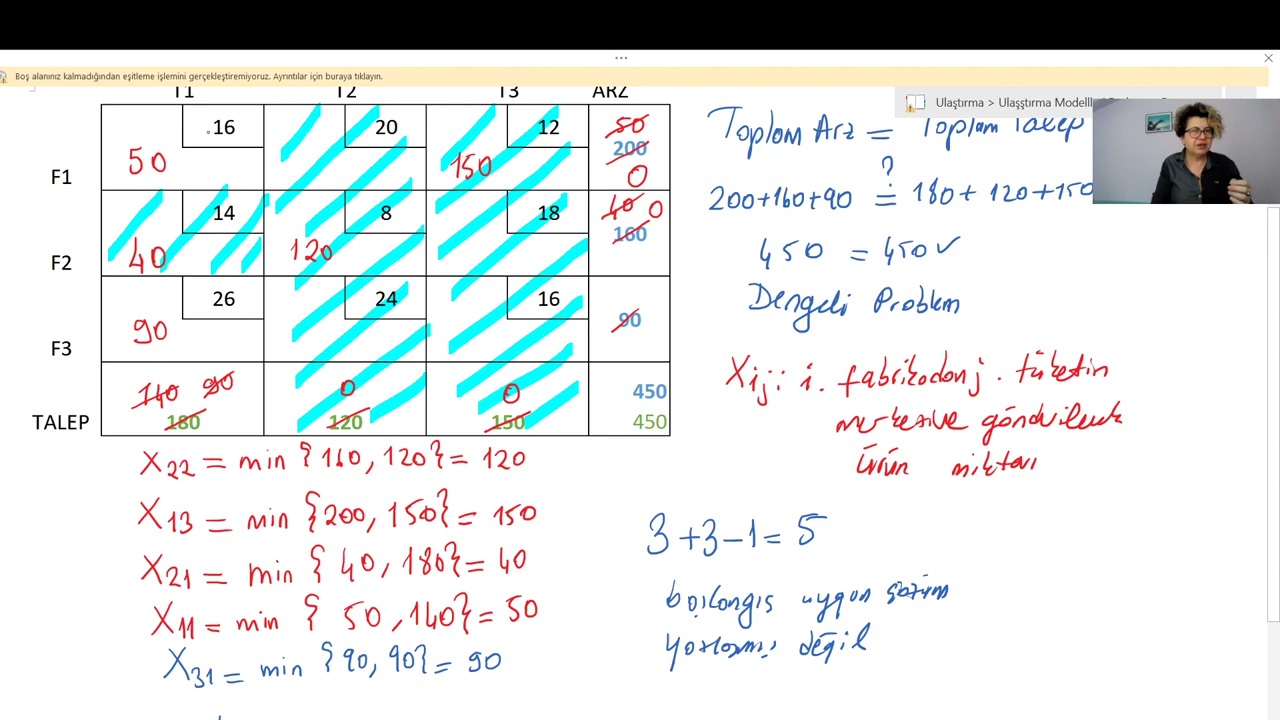 Boş alanınız kalmadığından eşitleme işlemini gerçekleştiremiyoruz. Ayrıntılar için buraya tıklayın.
Ulaştırma > Ulaşştırma Modelll
T1 T2 T3 ARZ
16 20 12 50
200
50 150 0
F1
14 8 18 40 0
160
40 120
F2
26 24 16
90 90
F3
140 90 0 0 450
TALEP 180 120 150 450
X22 = min {160, 120} = 120
X13 = min {200, 150} = 150
X21 = min {40, 180} = 40
X11 = min {50, 140} = 50
X31 = min {90, 90} = 90
Toplam Arz = Toplam Talep
?
200+160+90 = 180+120+150
450 = 450 ✓
Dengeli Problem
Xij: i. fabrikadan j. tüketim
merkezine gönderilecek
ürün miktarı
3+3-1=5
başlangıç uygun çözüm
yozlaşmış değil